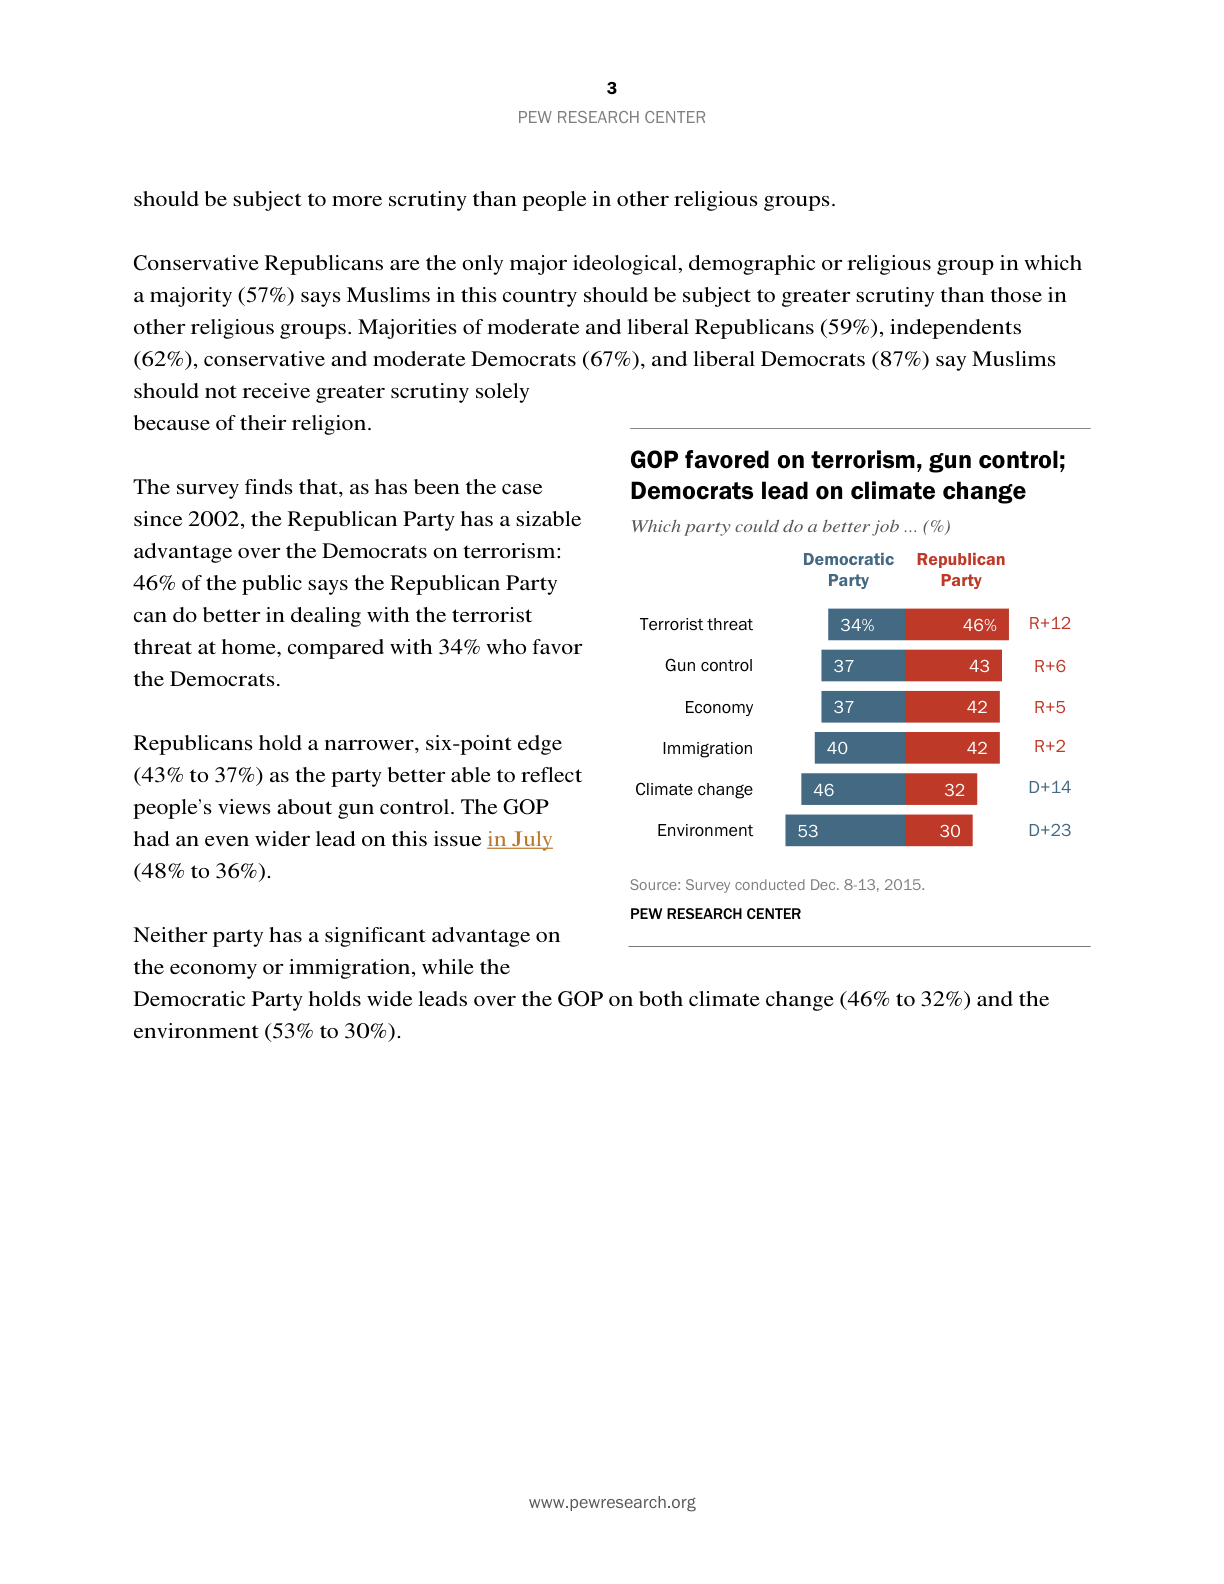 3
PEW RESEARCH CENTER
should be subject to more scrutiny than people in other religious groups.
Conservative Republicans are the only major ideological, demographic or religious group in which
a majority (57%) says Muslims in this country should be subject to greater scrutiny than those in
other religious groups. Majorities of moderate and liberal Republicans (59%), independents
(62%), conservative and moderate Democrats (67%), and liberal Democrats (87%) say Muslims
should not receive greater scrutiny solely
because of their religion.
The survey finds that, as has been the case
since 2002, the Republican Party has a sizable
advantage over the Democrats on terrorism:
46% of the public says the Republican Party
can do better in dealing with the terrorist
threat at home, compared with 34% who favor
the Democrats.
Republicans hold a narrower, six-point edge
(43% to 37%) as the party better able to reflect
people's views about gun control. The GOP
had an even wider lead on this issue in July
(48% to 36%).
Neither party has a significant advantage on
the economy or immigration, while the
Democratic Party holds wide leads over the GOP on both climate change (46% to 32%) and the
environment (53% to 30%).
GOP favored on terrorism, gun control;
Democrats lead on climate change
Which party could do a better job ... (%)
Democratic Republican
Party Party
Terrorist threat 34% 46% R+12
Gun control 37 43 R+6
Economy 37 42 R+5
Immigration 40 42 R+2
Climate change 46 32 D+14
Environment 53 30 D+23
Source: Survey conducted Dec. 8-13, 2015.
PEW RESEARCH CENTER
www.pewresearch.org